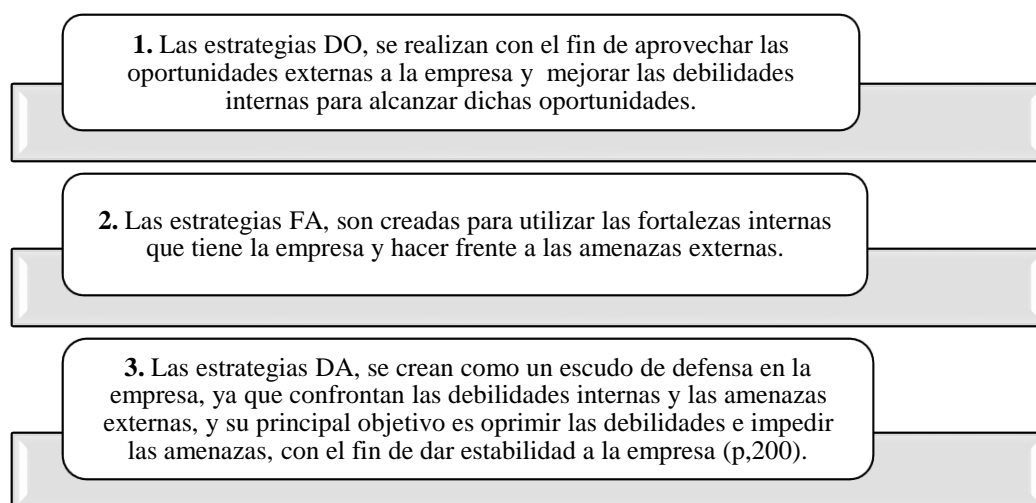 1. Las estrategias DO, se realizan con el fin de aprovechar las
oportunidades externas a la empresa y  mejorar las debilidades
internas para alcanzar dichas oportunidades.
2. Las estrategias FA, son creadas para utilizar las fortalezas internas
que tiene la empresa y hacer frente a las amenazas externas.
3. Las estrategias DA, se crean como un escudo de defensa en la
empresa, ya que confrontan las debilidades internas y las amenazas
externas, y su principal objetivo es oprimir las debilidades e impedir
las amenazas, con el fin de dar estabilidad a la empresa (p,200).